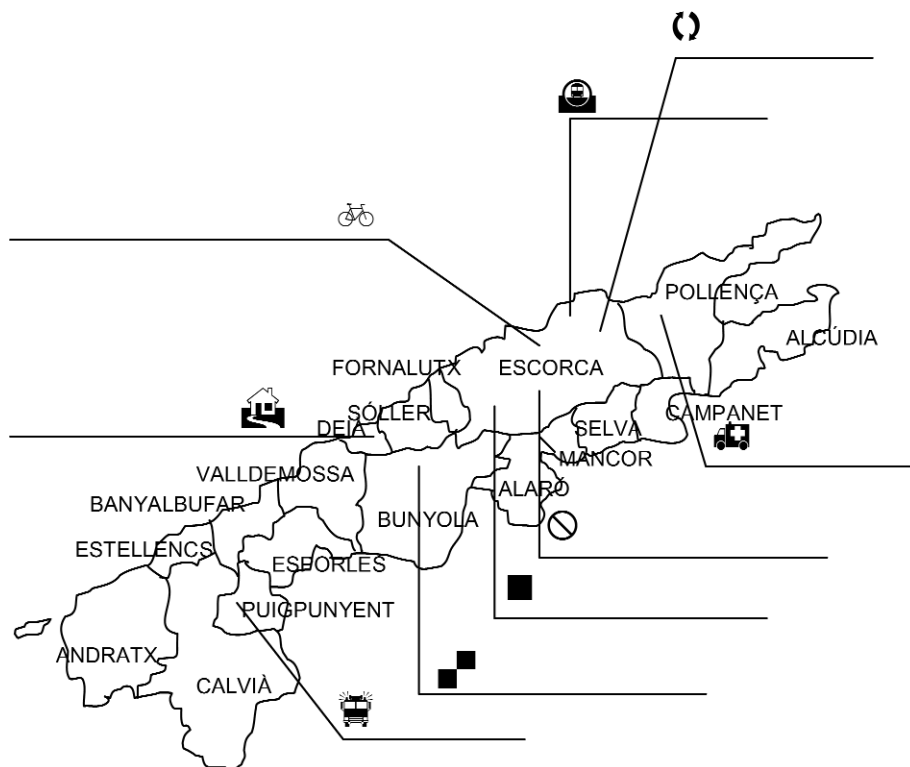 POLLENÇA
ALCÚDIA
FORNALUTX
ESCORCA
SÓLLER
CAMPANET
DEIÀ
SELVA
MANCOR
VALLDEMOSSA
ALARÓ
BANYALBUFAR
BUNYOLA
ESTELLENCS
ESPORLES
PUIGPUNYENT
ANDRATX
CALVIÀ